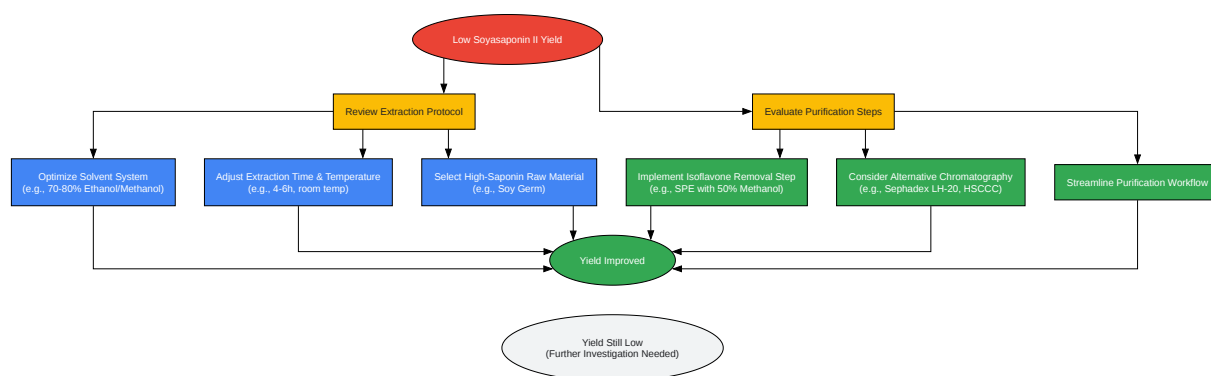 Low Soyasaponin II Yield
Review Extraction Protocol
Evaluate Purification Steps
Optimize Solvent System
(e.g., 70-80% Ethanol/Methanol)
Adjust Extraction Time & Temperature
(e.g., 4-6h, room temp)
Select High-Saponin Raw Material
(e.g., Soy Germ)
Implement Isoflavone Removal Step
(e.g., SPE with 50% Methanol)
Consider Alternative Chromatography
(e.g., Sephadex LH-20, HSCCC)
Streamline Purification Workflow
Yield Improved
Yield Still Low
(Further Investigation Needed)